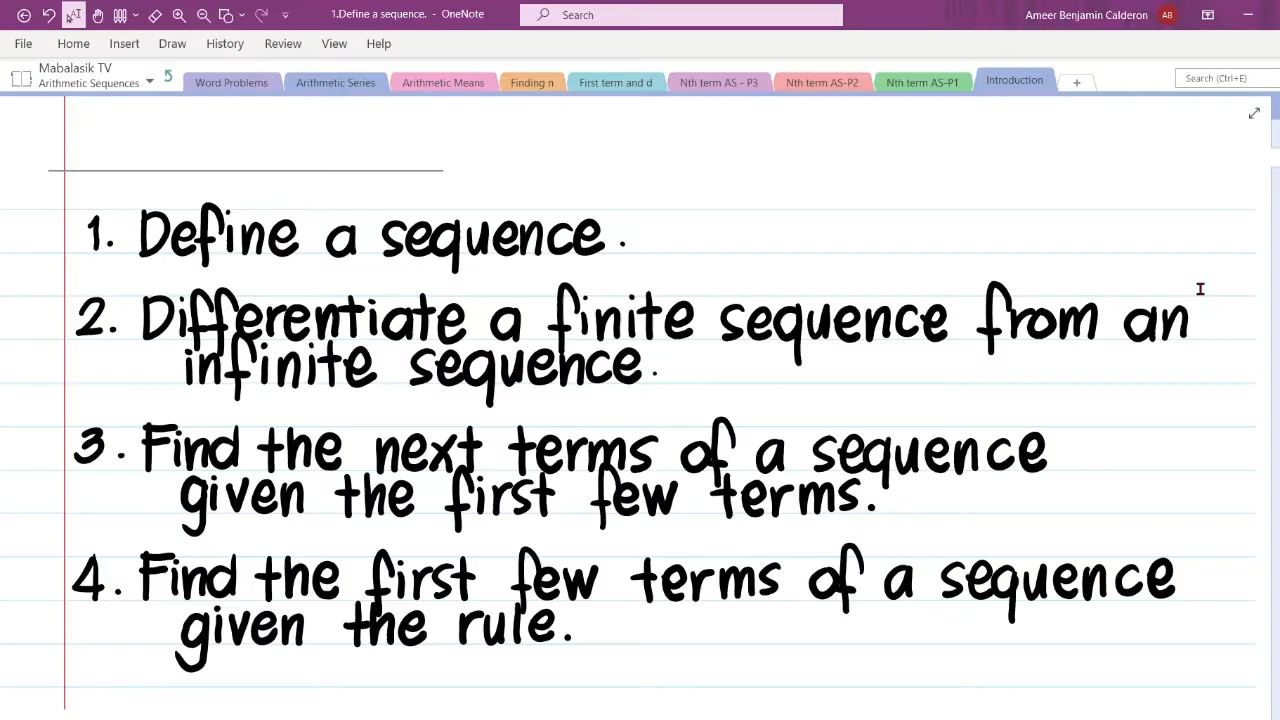 1.Define a sequence. - OneNote
Search
Ameer Benjamin Calderon
AB
File Home Insert Draw History Review View Help
Mabalasik TV
Arithmetic Sequences
Word Problems Arithmetic Series Arithmetic Means Finding n First term and d Nth term AS - P3 Nth term AS-P2 Nth term AS-P1 Introduction +
Search (Ctrl+E)
1. Define a sequence.
2. Differentiate a finite sequence from an
infinite sequence.
3. Find the next terms of a sequence
given the first few terms.
4. Find the first few terms of a sequence
given the rule.